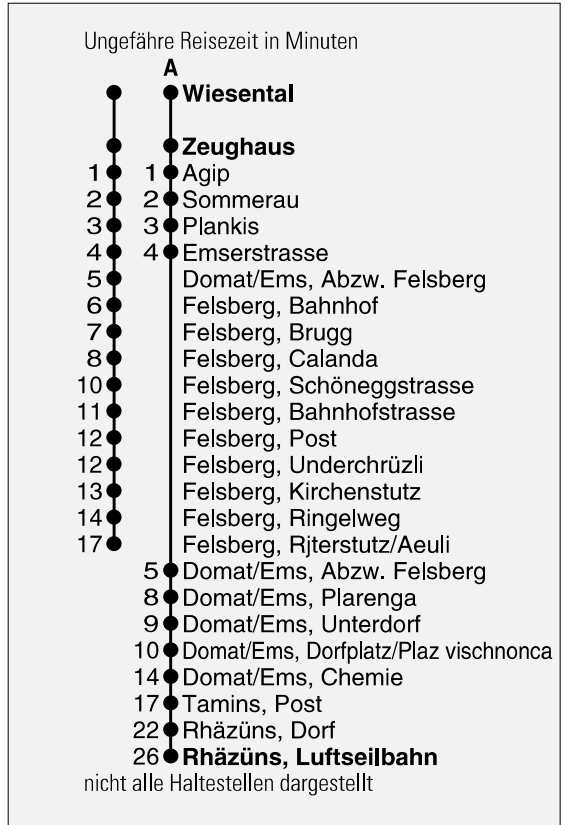 Ungefähre Reisezeit in Minuten
A
Wiesental
Zeughaus
1 1 Agip
2 2 Sommerau
3 3 Plankis
4 4 Emserstrasse
5 Domat/Ems, Abzw. Felsberg
6 Felsberg, Bahnhof
7 Felsberg, Brugg
8 Felsberg, Calanda
10 Felsberg, Schöneggstrasse
11 Felsberg, Bahnhofstrasse
12 Felsberg, Post
12 Felsberg, Underchrüzli
13 Felsberg, Kirchenstutz
14 Felsberg, Ringelweg
17 Felsberg, Rjterstutz/Aeuli
5 Domat/Ems, Abzw. Felsberg
8 Domat/Ems, Plarenga
9 Domat/Ems, Unterdorf
10 Domat/Ems, Dorfplatz/Plaz vischnonca
14 Domat/Ems, Chemie
17 Tamins, Post
22 Rhäzüns, Dorf
26 Rhäzüns, Luftseilbahn
nicht alle Haltestellen dargestellt